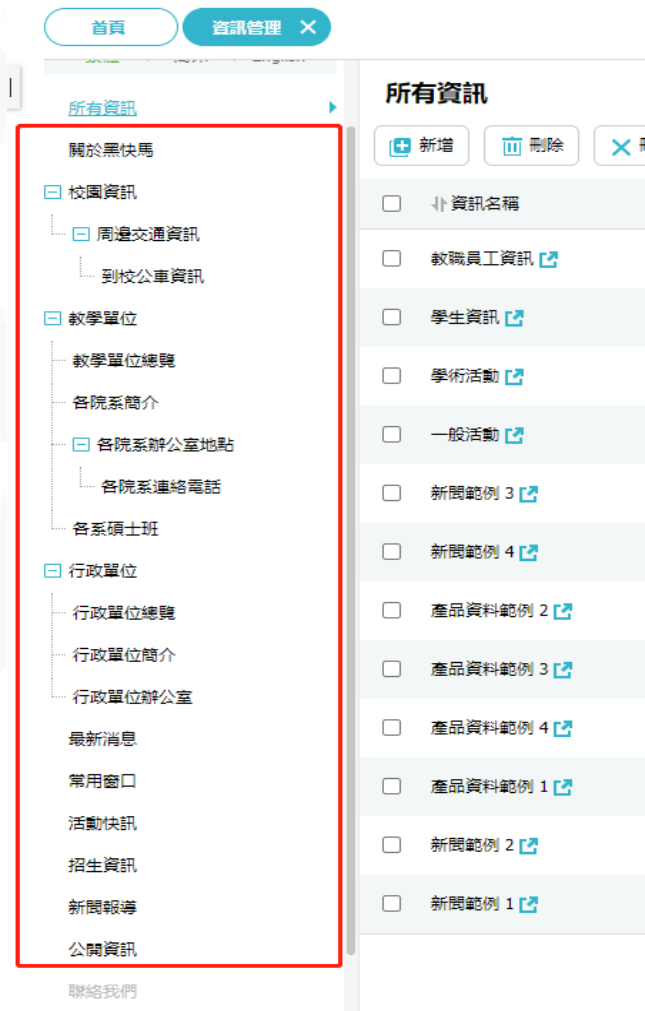 首頁
資訊管理
所有資訊
關於黑快馬
校園資訊
周邊交通資訊
到校公車資訊
教學單位
教學單位總覽
各院系簡介
各院系辦公室地點
各院系連絡電話
各系碩士班
行政單位
行政單位總覽
行政單位簡介
行政單位辦公室
最新消息
常用窗口
活動快訊
招生資訊
新聞報導
公開資訊
聯絡我們
所有資訊
新增
刪除
資訊名稱
教職員工資訊
學生資訊
學術活動
一般活動
新聞範例 3
新聞範例 4
產品資料範例 2
產品資料範例 3
產品資料範例 4
產品資料範例 1
新聞範例 2
新聞範例 1